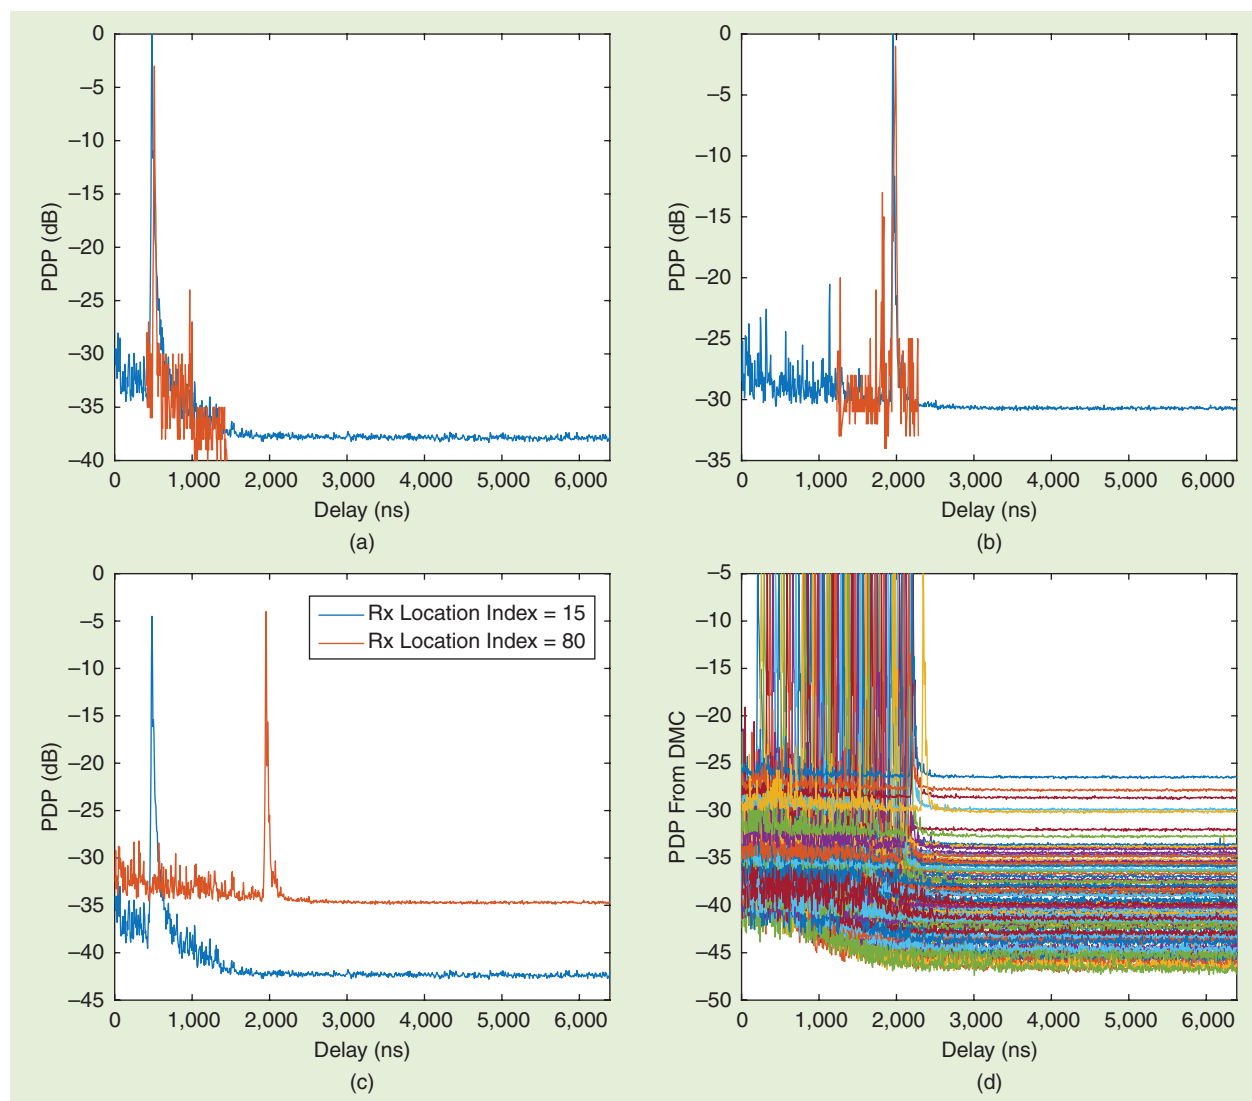 0
–5
–10
–15
–20
–25
–30
–35
–40
PDP (dB)
0 1,000 2,000 3,000 4,000 5,000 6,000
Delay (ns)
(a)
0
–5
–10
–15
–20
–25
–30
–35
PDP (dB)
0 1,000 2,000 3,000 4,000 5,000 6,000
Delay (ns)
(b)
0
–5
–10
–15
–20
–25
–30
–35
–40
–45
PDP (dB)
Rx Location Index = 15
Rx Location Index = 80
0 1,000 2,000 3,000 4,000 5,000 6,000
Delay (ns)
(c)
–5
–10
–15
–20
–25
–30
–35
–40
–45
–50
PDP From DMC
0 1,000 2,000 3,000 4,000 5,000 6,000
Delay (ns)
(d)